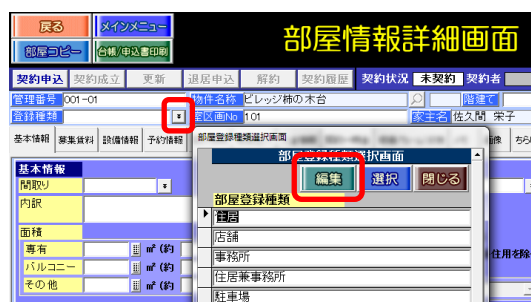 戻る メインメニュー
部屋コピー 台帳/申込書印刷
部屋情報詳細画面
契約申込 契約成立 更新 退居申込 解約 契約履歴 契約状況 未契約 契約者
管理番号 001-01 物件名称 ビレッジ柿の木台 階建て
登録種類 室区画No 101 家主名 佐久間 栄子
基本情報 募集賃料 設備情報 予約情報 部屋登録種類選択画面
部屋登録種類選択画面
編集 選択 閉じる
部屋登録種類
住居
店舗
事務所
住居兼事務所
駐車場
基本情報
間取り
内訳
面積
専有 ㎡ (約
バルコニー ㎡ (約
その他 ㎡ (約
住用を除